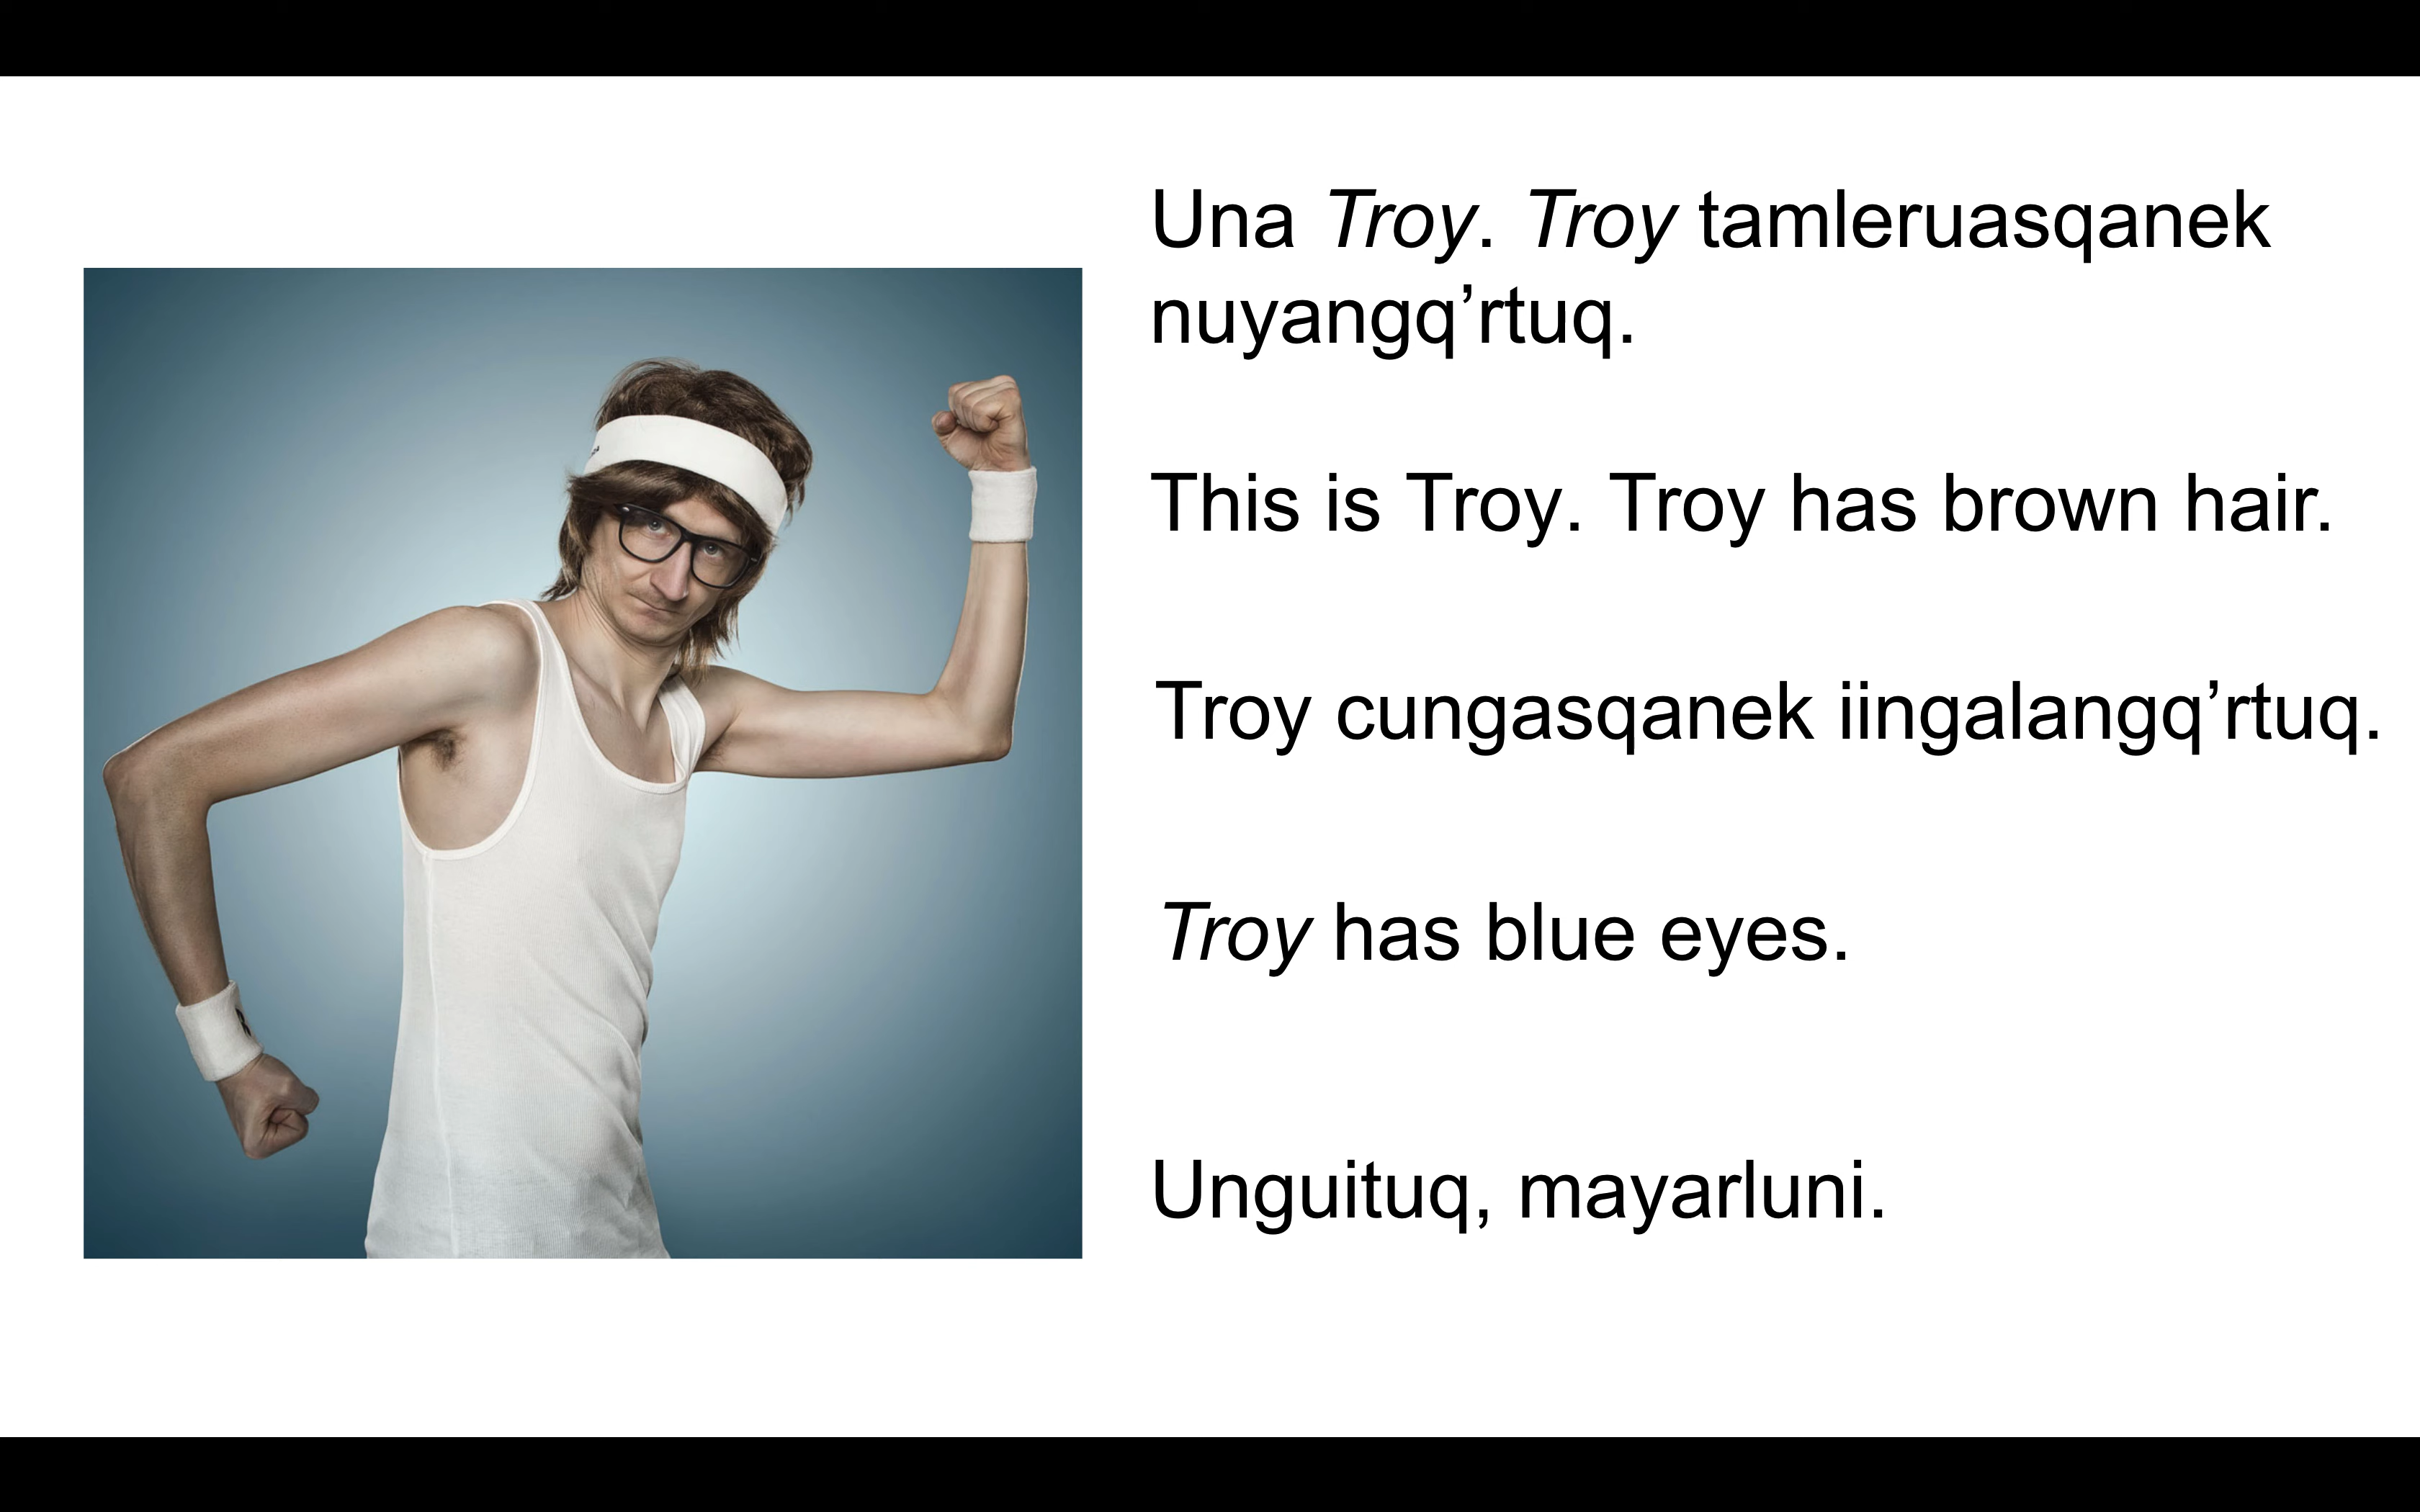 Una Troy. Troy tamleruasqanek
nuyangq’rtuq.
This is Troy. Troy has brown hair.
Troy cungasqanek iingalangq’rtuq.
Troy has blue eyes.
Unguituq, mayarluni.